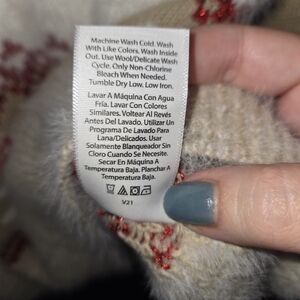 Machine Wash Cold. Wash
With Like Colors. Wash Inside
Out. Use Wool/Delicate Wash
Cycle. Only Non-Chlorine
Bleach When Needed.
Tumble Dry Low. Low Iron.
Lavar A Máquina Con Agua
Fría. Lavar Con Colores
Similares. Voltear Al Revés
Antes Del Lavado. Utilizar Un
Programa De Lavado Para
Lana/Delicados. Usar
Solamente Blanqueador Sin
Cloro Cuando Se Necesite.
Secar En Máquina A
Temperatura Baja. Planchar A
Temperatura Baja.
V21